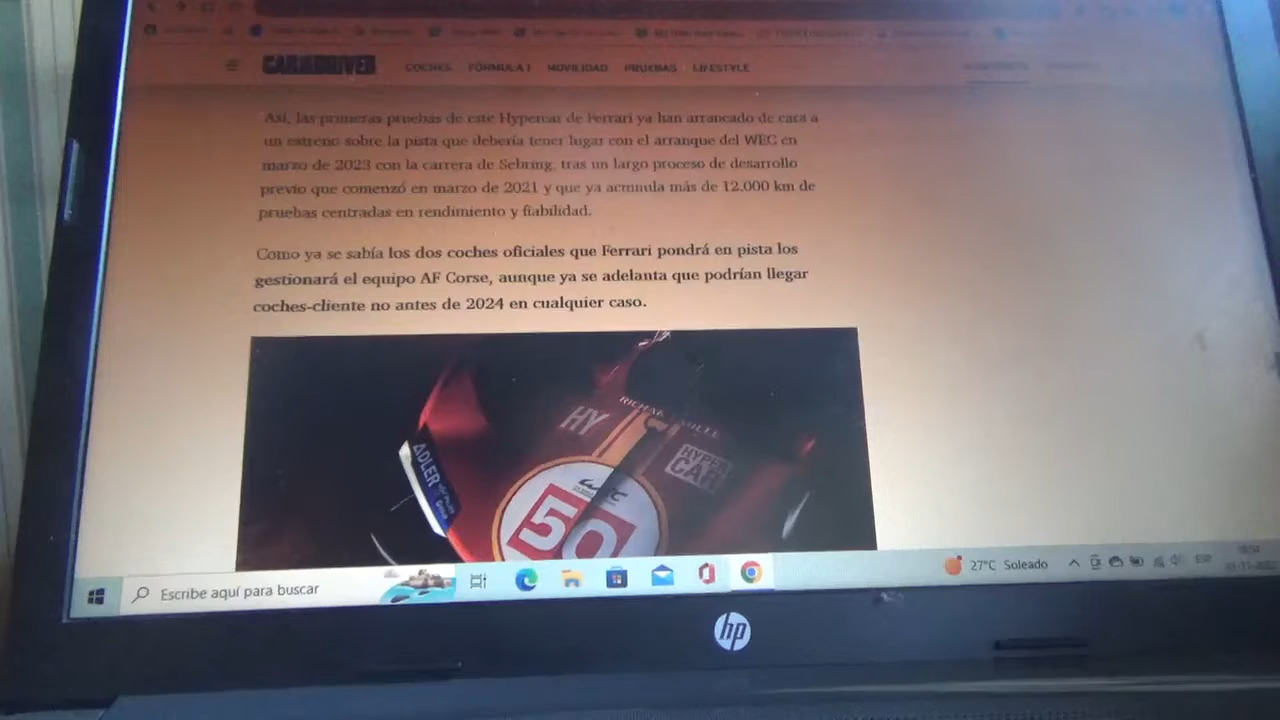 CAR AND DRIVER
COCHES FÓRMULA 1 MOVILIDAD PRUEBAS LIFESTYLE
Así, las primeras pruebas de este Hypercar de Ferrari ya han arrancado de cara a
un estreno sobre la pista que debería tener lugar con el arranque del WEC en
marzo de 2023 con la carrera de Sebring, tras un largo proceso de desarrollo
previo que comenzó en marzo de 2021 y que ya acumula más de 12.000 km de
pruebas centradas en rendimiento y fiabilidad.
Como ya se sabía los dos coches oficiales que Ferrari pondrá en pista los
gestionará el equipo AF Corse, aunque ya se adelanta que podrían llegar
coches-cliente no antes de 2024 en cualquier caso.
HY
RICHARD MILLE
HYPER
CAR
ADLER
WEC
50
Escribe aquí para buscar
27°C Soleado
ESP
hp